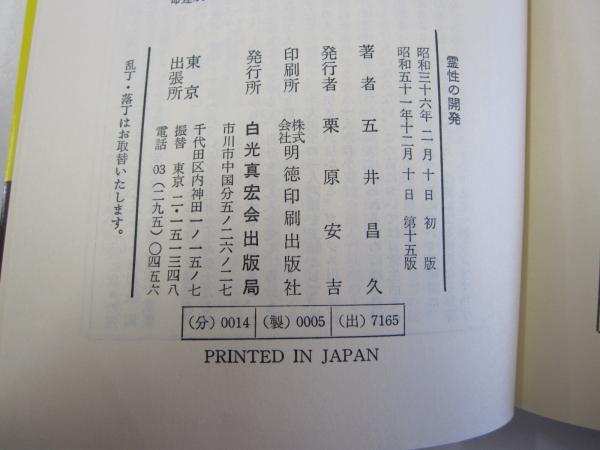 霊性の開発
昭和三十六年 二月十日 初版
昭和五十一年十二月十日 第十五版
著者 五井昌久
発行者 栗原安吉
印刷所 株式会社 明徳印刷出版社
発行所 白光真宏会出版局
市川市中国分五ノ二六ノ二七
東京出張所 千代田区内神田一ノ一五ノ七
振替 東京 二・一五一三四八
電話 03(二九五)〇四五六
乱丁・落丁はお取替いたします。
(分)0014 (製)0005 (出)7165
PRINTED IN JAPAN